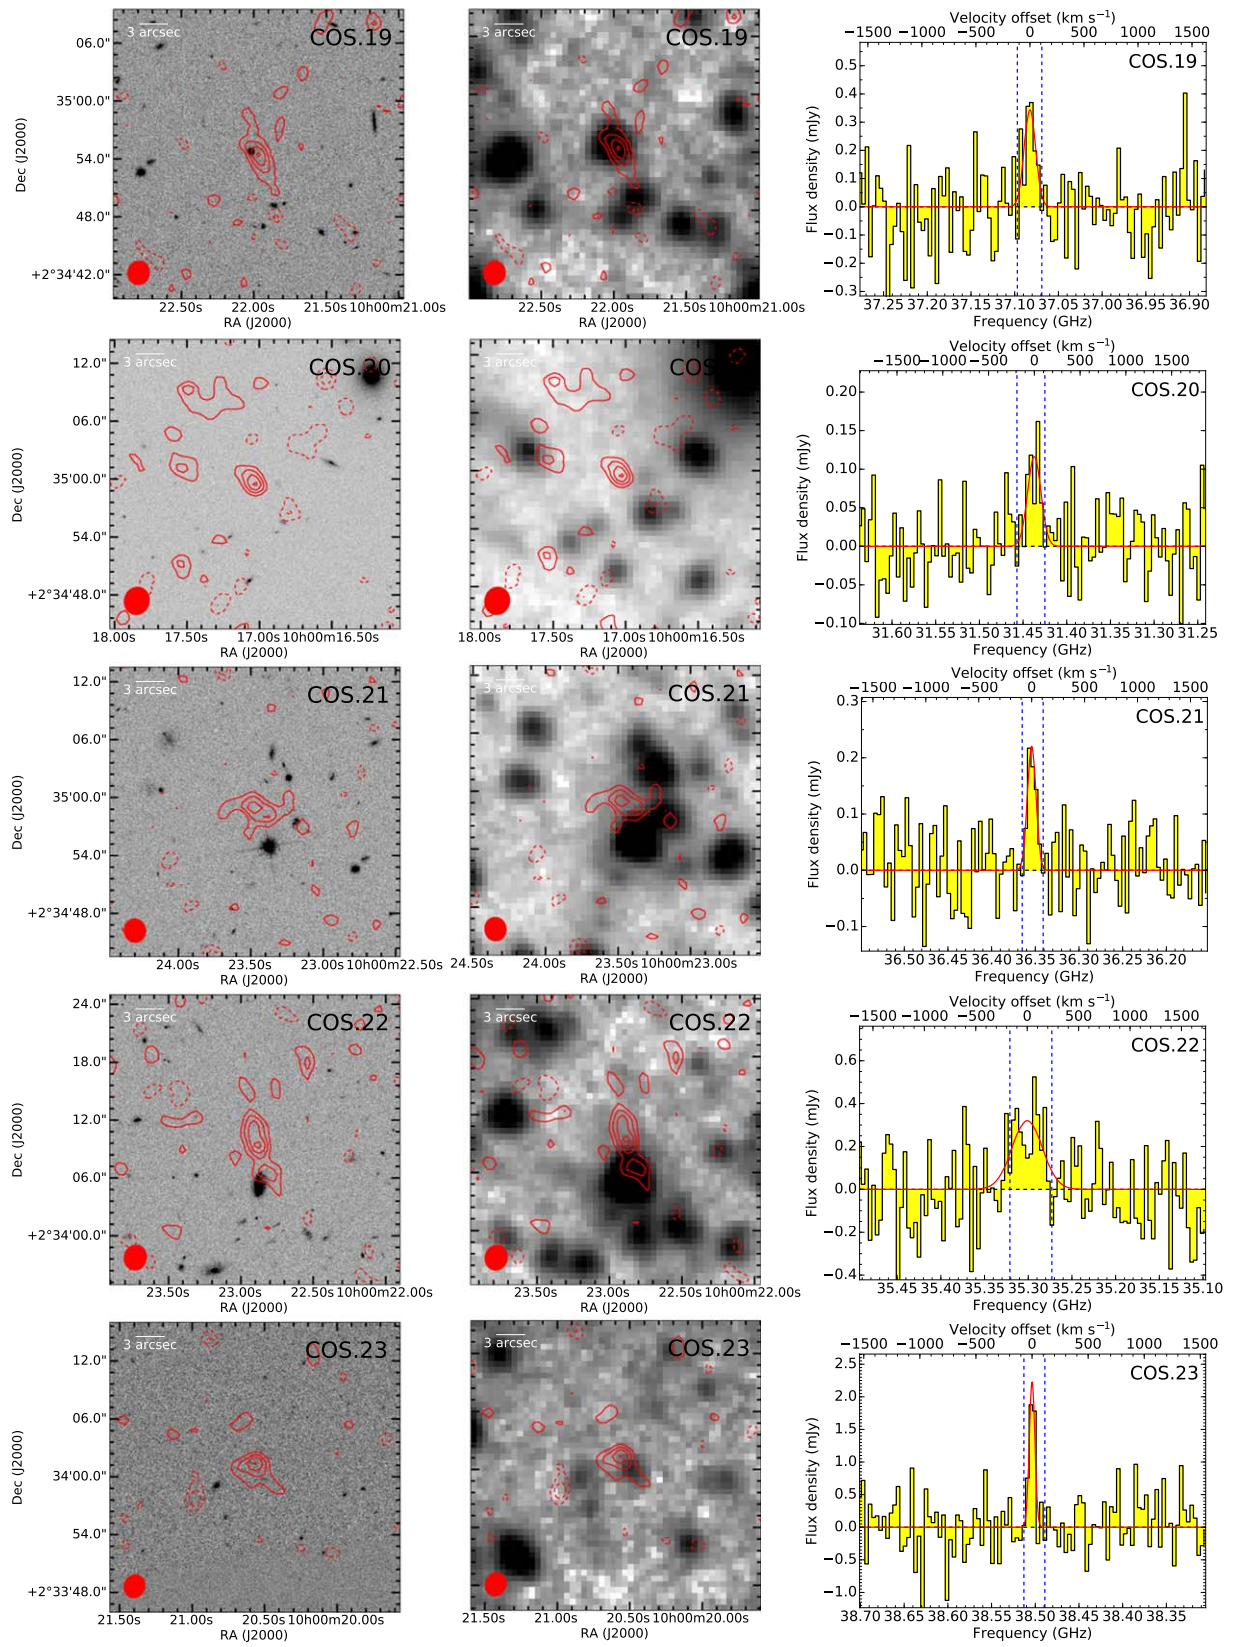 3 arcsec COS.19
06.0"
35'00.0"
54.0"
48.0"
+2°34'42.0"
Dec (J2000)
22.50s 22.00s 21.50s 10h00m21.00s
RA (J2000)
3 arcsec COS.19
22.50s 22.00s 21.50s 10h00m21.00s
RA (J2000)
Velocity offset (km s⁻¹)
−1500 −1000 −500 0 500 1000 1500
COS.19
0.5
0.4
0.3
0.2
0.1
0.0
−0.1
−0.2
−0.3
Flux density (mJy)
37.25 37.20 37.15 37.10 37.05 37.00 36.95 36.90
Frequency (GHz)
3 arcsec COS.20
12.0"
06.0"
35'00.0"
54.0"
+2°34'48.0"
Dec (J2000)
18.00s 17.50s 17.00s 10h00m16.50s
RA (J2000)
3 arcsec
18.00s 17.50s 17.00s 10h00m16.50s
RA (J2000)
Velocity offset (km s⁻¹)
−1500 −1000 −500 0 500 1000 1500
COS.20
0.20
0.15
0.10
0.05
0.00
−0.05
−0.10
Flux density (mJy)
31.60 31.55 31.50 31.45 31.40 31.35 31.30 31.25
Frequency (GHz)
3 arcsec COS.21
12.0"
06.0"
35'00.0"
54.0"
+2°34'48.0"
Dec (J2000)
24.00s 23.50s 23.00s 10h00m22.50s
RA (J2000)
3 arcsec COS.21
24.50s 24.00s 23.50s 10h00m23.00s
RA (J2000)
Velocity offset (km s⁻¹)
−1500 −1000 −500 0 500 1000 1500
COS.21
0.3
0.2
0.1
0.0
−0.1
Flux density (mJy)
36.50 36.45 36.40 36.35 36.30 36.25 36.20
Frequency (GHz)
3 arcsec COS.22
24.0"
18.0"
12.0"
06.0"
+2°34'00.0"
Dec (J2000)
23.50s 23.00s 22.50s 10h00m22.00s
RA (J2000)
3 arcsec COS.22
23.50s 23.00s 22.50s 10h00m22.00s
RA (J2000)
Velocity offset (km s⁻¹)
−1500 −1000 −500 0 500 1000 1500
COS.22
0.6
0.4
0.2
0.0
−0.2
−0.4
Flux density (mJy)
35.45 35.40 35.35 35.30 35.25 35.20 35.15 35.10
Frequency (GHz)
3 arcsec COS.23
12.0"
06.0"
34'00.0"
54.0"
+2°33'48.0"
Dec (J2000)
21.50s 21.00s 20.50s 10h00m20.00s
RA (J2000)
3 arcsec COS.23
21.50s 21.00s 20.50s 10h00m20.00s
RA (J2000)
Velocity offset (km s⁻¹)
−1500 −1000 −500 0 500 1000 1500
COS.23
2.5
2.0
1.5
1.0
0.5
0.0
−0.5
−1.0
Flux density (mJy)
38.70 38.65 38.60 38.55 38.50 38.45 38.40 38.35
Frequency (GHz)